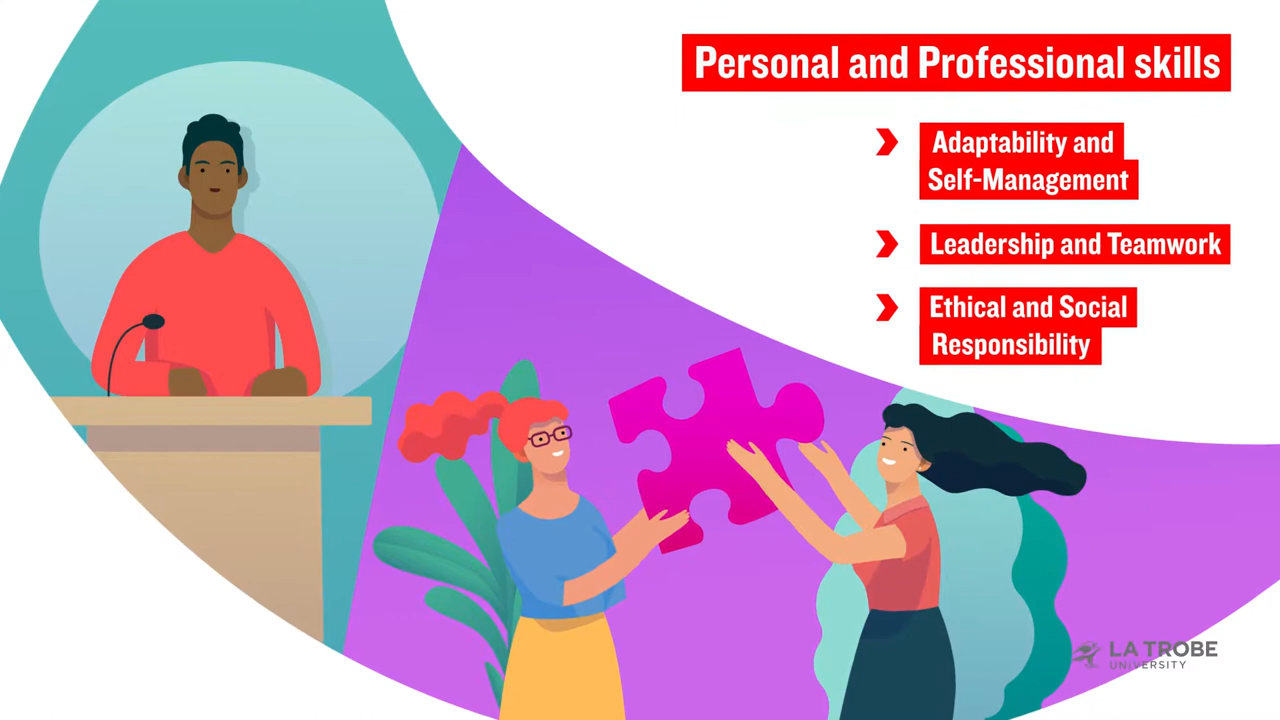 Personal and Professional skills
Adaptability and
Self-Management
Leadership and Teamwork
Ethical and Social
Responsibility
LA TROBE
UNIVERSITY